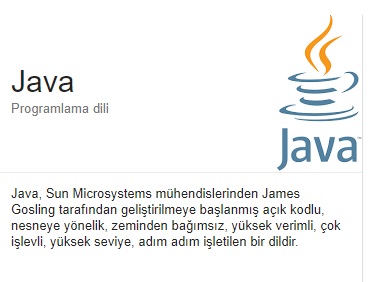 Java
Programlama dili
Java
Java, Sun Microsystems mühendislerinden James
Gosling tarafından geliştirilmeye başlanmış açık kodlu,
nesneye yönelik, zeminden bağımsız, yüksek verimli, çok
işlevli, yüksek seviye, adım adım işletilen bir dildir.